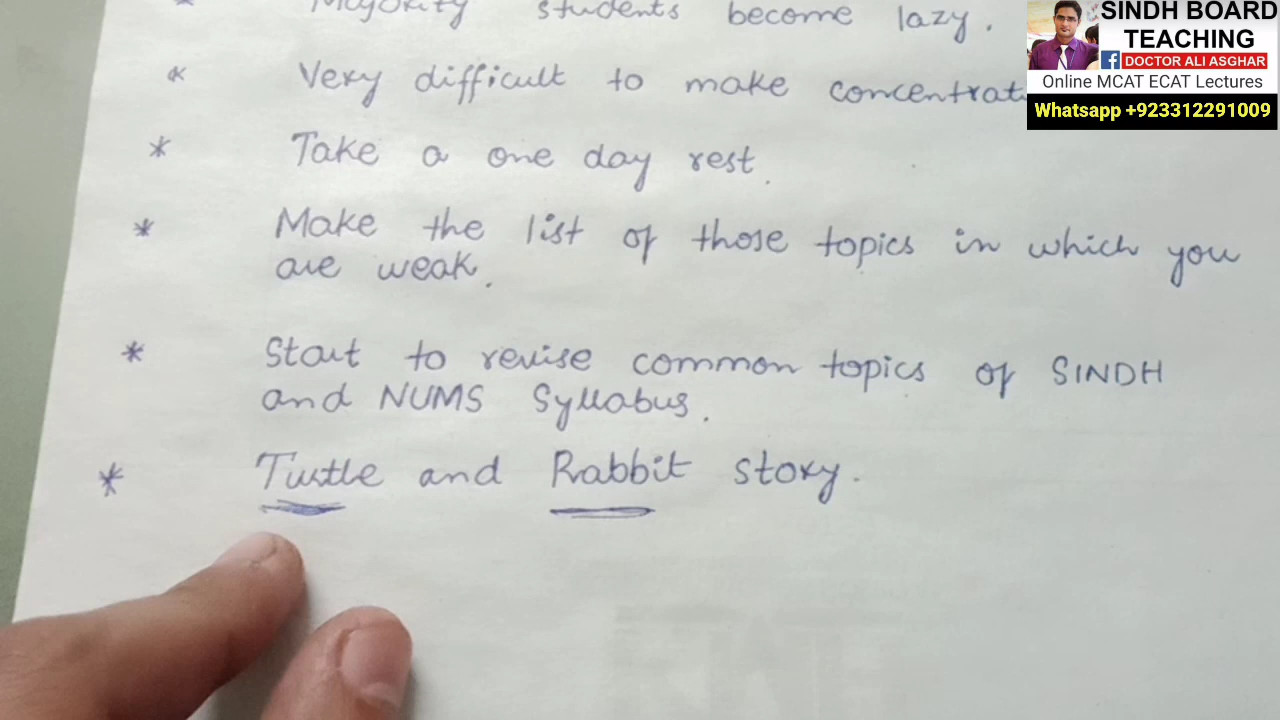 * Majority students become lazy.
* Very difficult to make
* Take a one day rest.
* Make the list of those topics in which you
are weak.
* Start to revise common topics of SINDH
and NUMS Syllabus.
* Turtle and Rabbit story.
SINDH BOARD
TEACHING
f DOCTOR ALI ASGHAR
Online MCAT ECAT Lectures
Whatsapp +923312291009